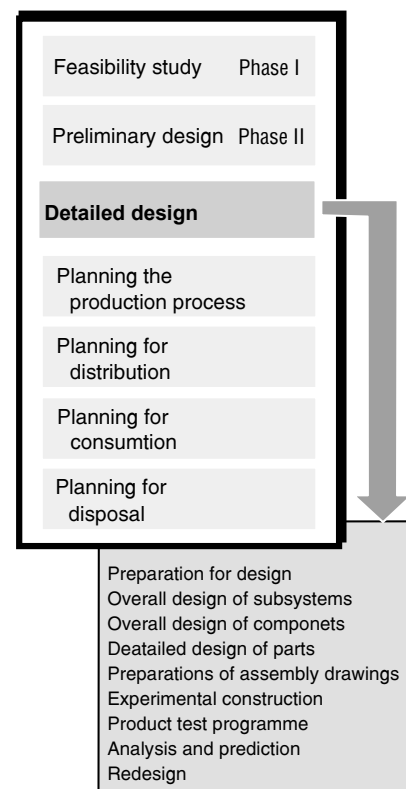 Feasibility study Phase I
Preliminary design Phase II
Detailed design
Planning the
production process
Planning for
distribution
Planning for
consumtion
Planning for
disposal
Preparation for design
Overall design of subsystems
Overall design of componets
Deatailed design of parts
Preparations of assembly drawings
Experimental construction
Product test programme
Analysis and prediction
Redesign